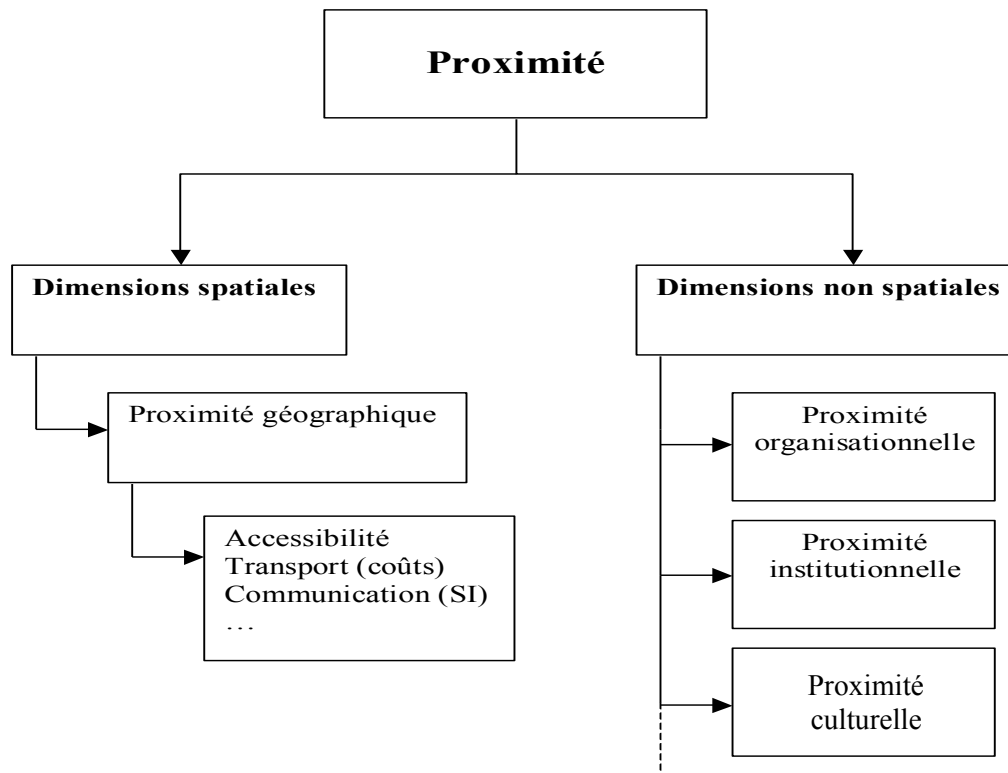 Proximité
Dimensions spatiales
Proximité géographique
Accessibilité
Transport (coûts)
Communication (SI)
…
Dimensions non spatiales
Proximité
organisationnelle
Proximité
institutionnelle
Proximité
culturelle